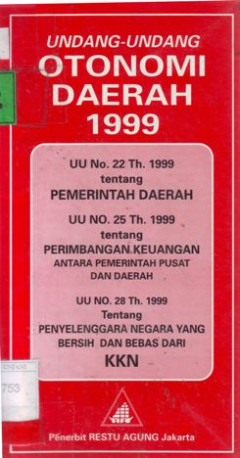 UNDANG-UNDANG
OTONOMI
DAERAH
1999
UU No. 22 Th. 1999
tentang
PEMERINTAH DAERAH
UU NO. 25 Th. 1999
tentang
PERIMBANGAN KEUANGAN
ANTARA PEMERINTAH PUSAT
DAN DAERAH
UU NO. 28 Th. 1999
Tentang
PENYELENGGARA NEGARA YANG
BERSIH DAN BEBAS DARI
KKN
753
Penerbit RESTU AGUNG Jakarta